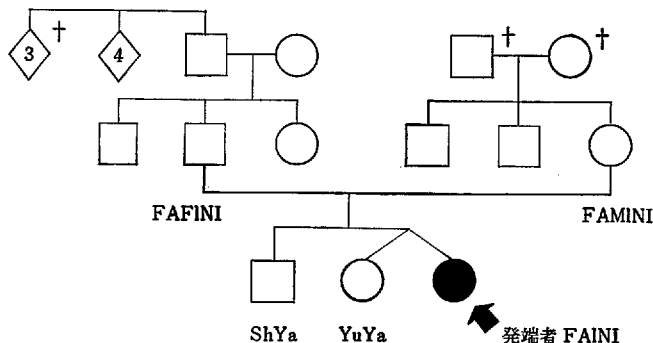 3 † 4 † †
FAFINI FAMINI
ShYa YuYa 発端者 FAINI